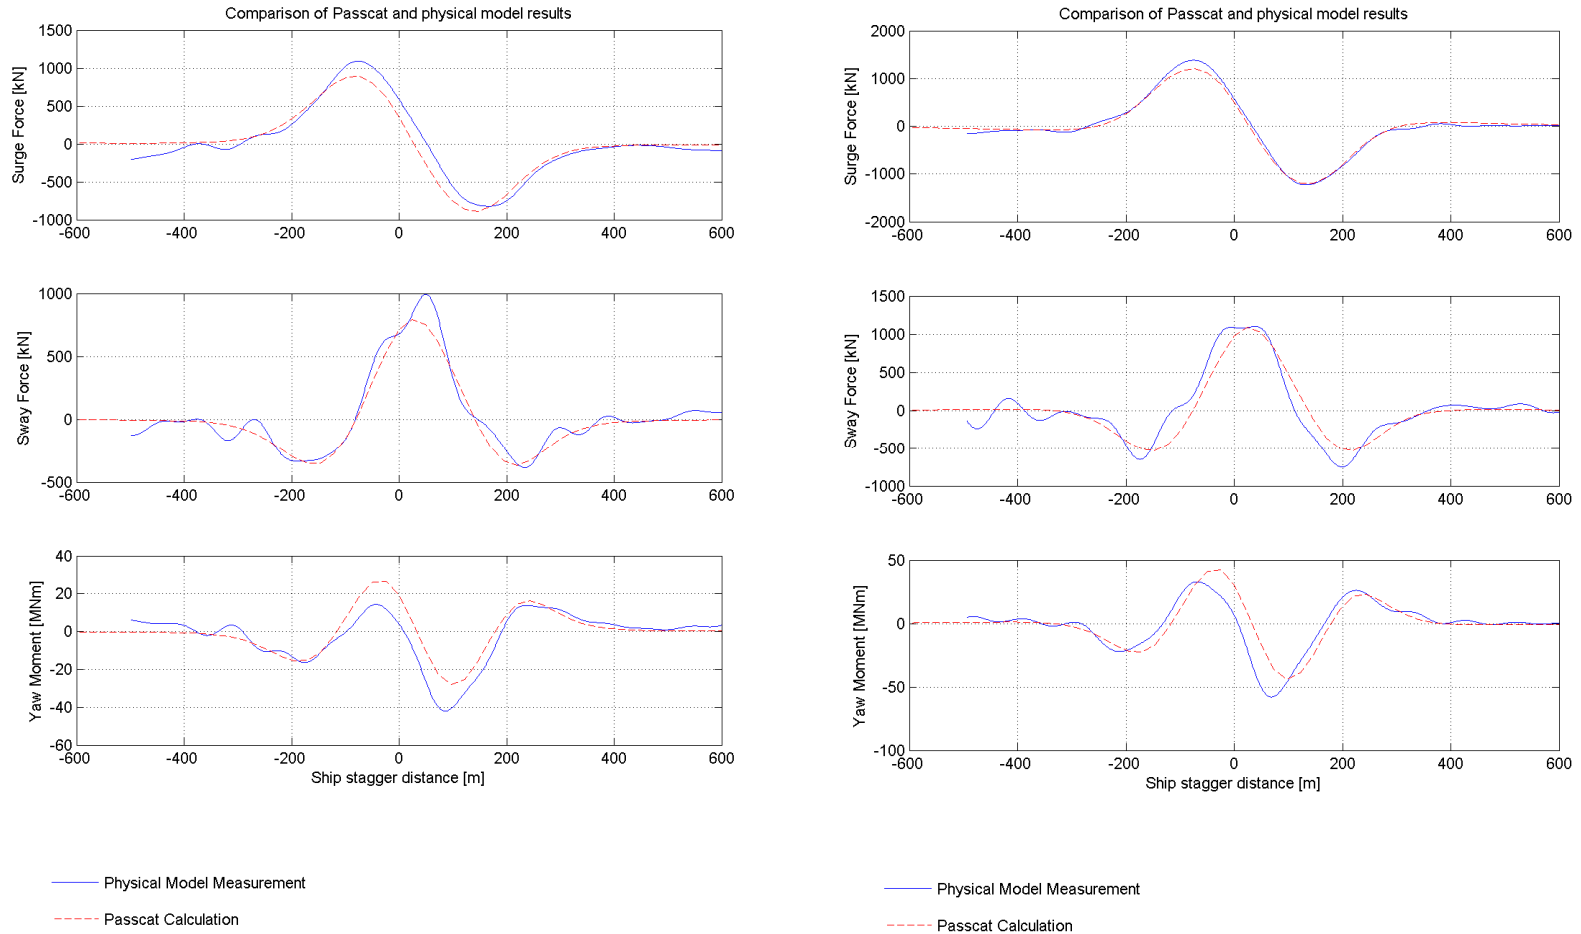 Comparison of Passcat and physical model results
1500
1000
500
0
-500
-1000
Surge Force [kN]
-600 -400 -200 0 200 400 600
1000
500
0
-500
Sway Force [kN]
-600 -400 -200 0 200 400 600
40
20
0
-20
-40
-60
Yaw Moment [MNm]
-600 -400 -200 0 200 400 600
Ship stagger distance [m]
Physical Model Measurement
Passcat Calculation
Comparison of Passcat and physical model results
2000
1000
0
-1000
-2000
Surge Force [kN]
-600 -400 -200 0 200 400 600
1500
1000
500
0
-500
-1000
Sway Force [kN]
-600 -400 -200 0 200 400 600
50
0
-50
-100
Yaw Moment [MNm]
-600 -400 -200 0 200 400 600
Ship stagger distance [m]
Physical Model Measurement
Passcat Calculation